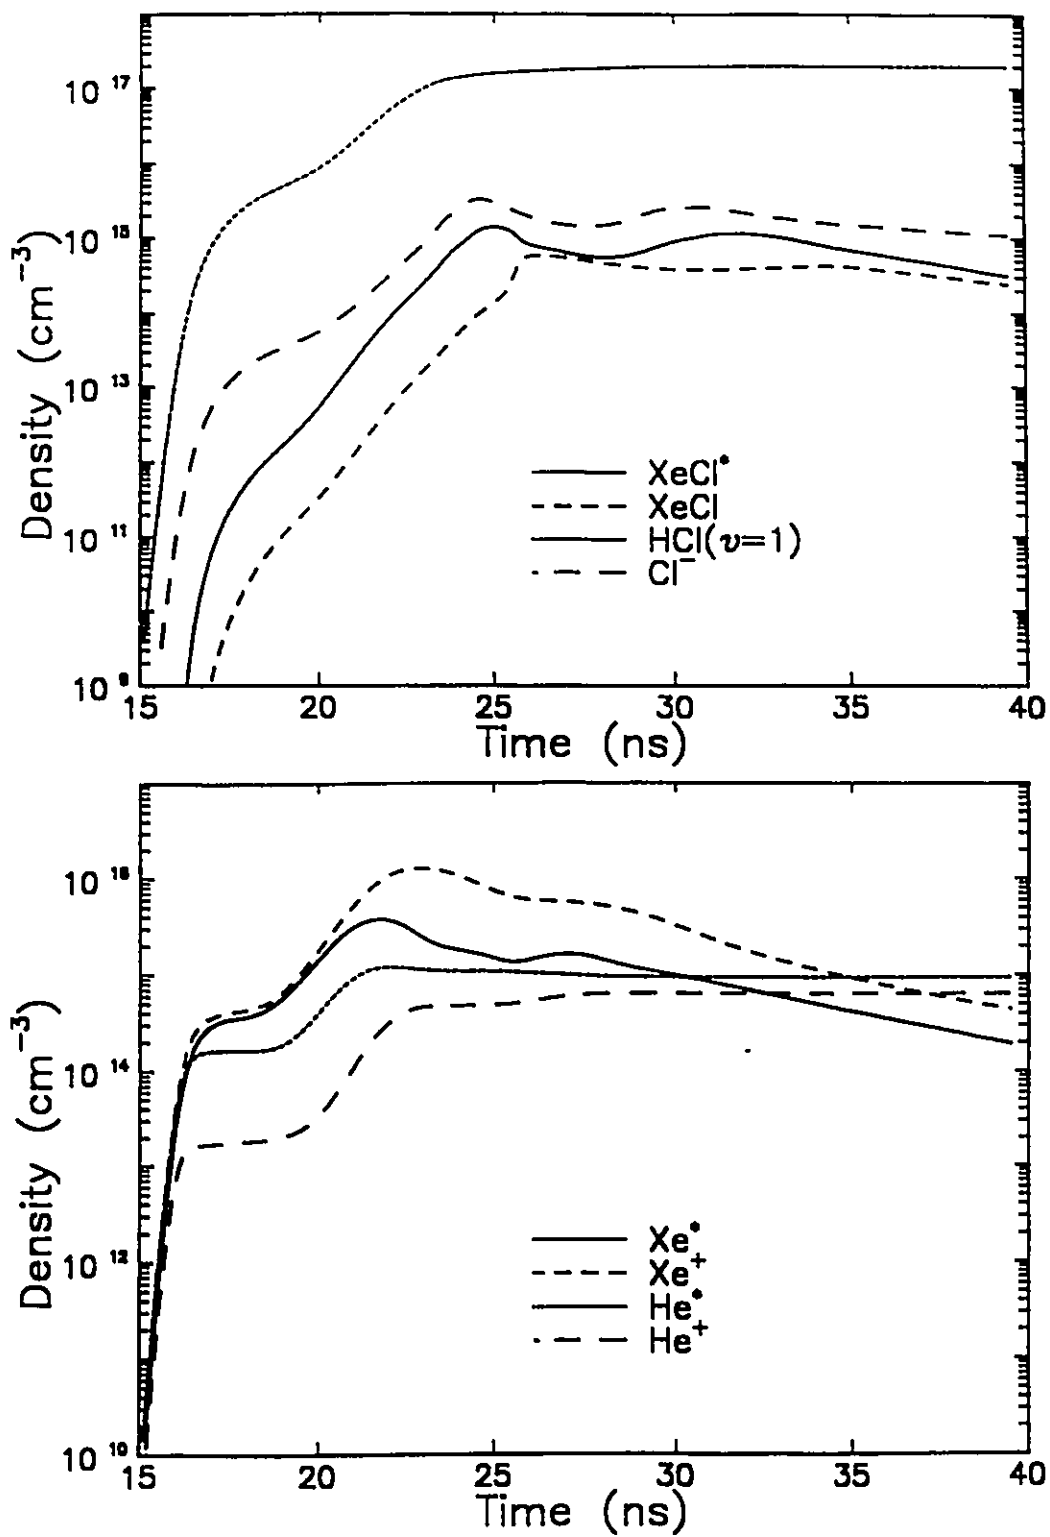 10 17
10 15
10 13
10 11
10 9
Density (cm−3)
XeCl*
XeCl
HCl(v=1)
Cl−
15 20 25 30 35 40
Time (ns)
10 16
10 14
10 12
10 10
Density (cm−3)
Xe*
Xe+
He*
He+
15 20 25 30 35 40
Time (ns)